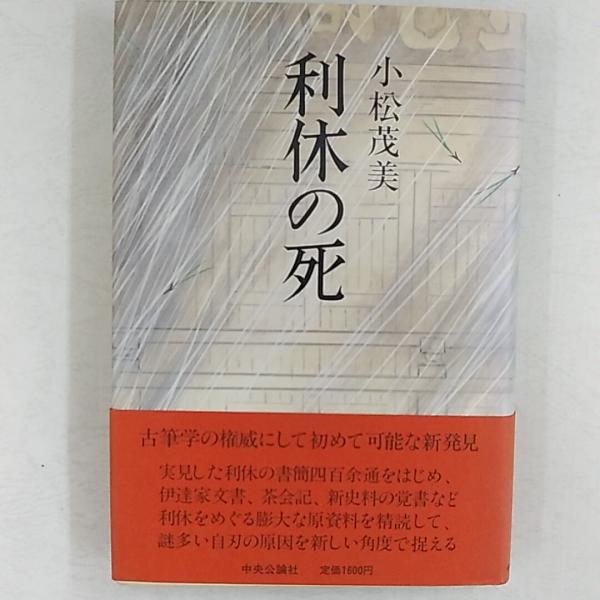 小松茂美
利休の死
古筆学の権威にして初めて可能な新発見
実見した利休の書簡四百余通をはじめ、
伊達家文書、茶会記、新史料の覚書など
利休をめぐる膨大な原資料を精読して、
謎多い自刃の原因を新しい角度で捉える
中央公論社 定価1600円